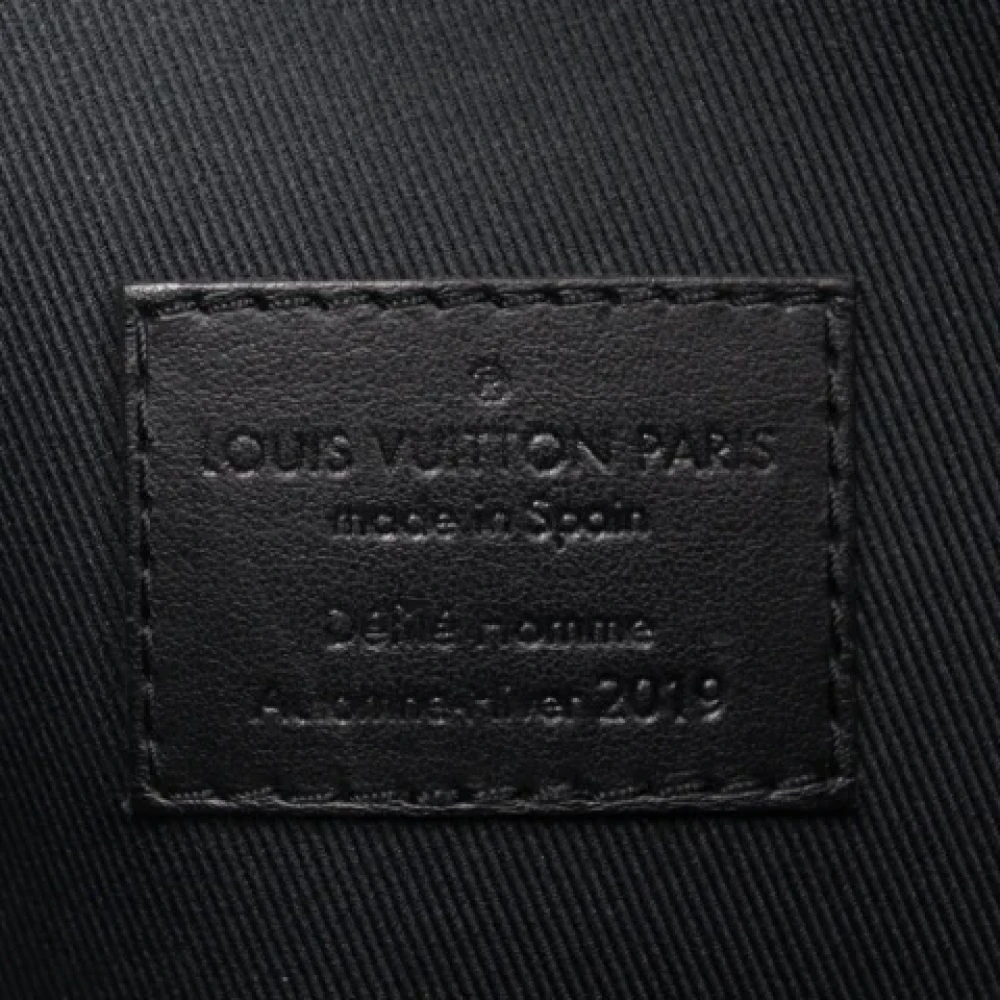 ®
LOUIS VUITTON PARIS
made in Spain
Défilé Homme
Automne-Hiver 2019